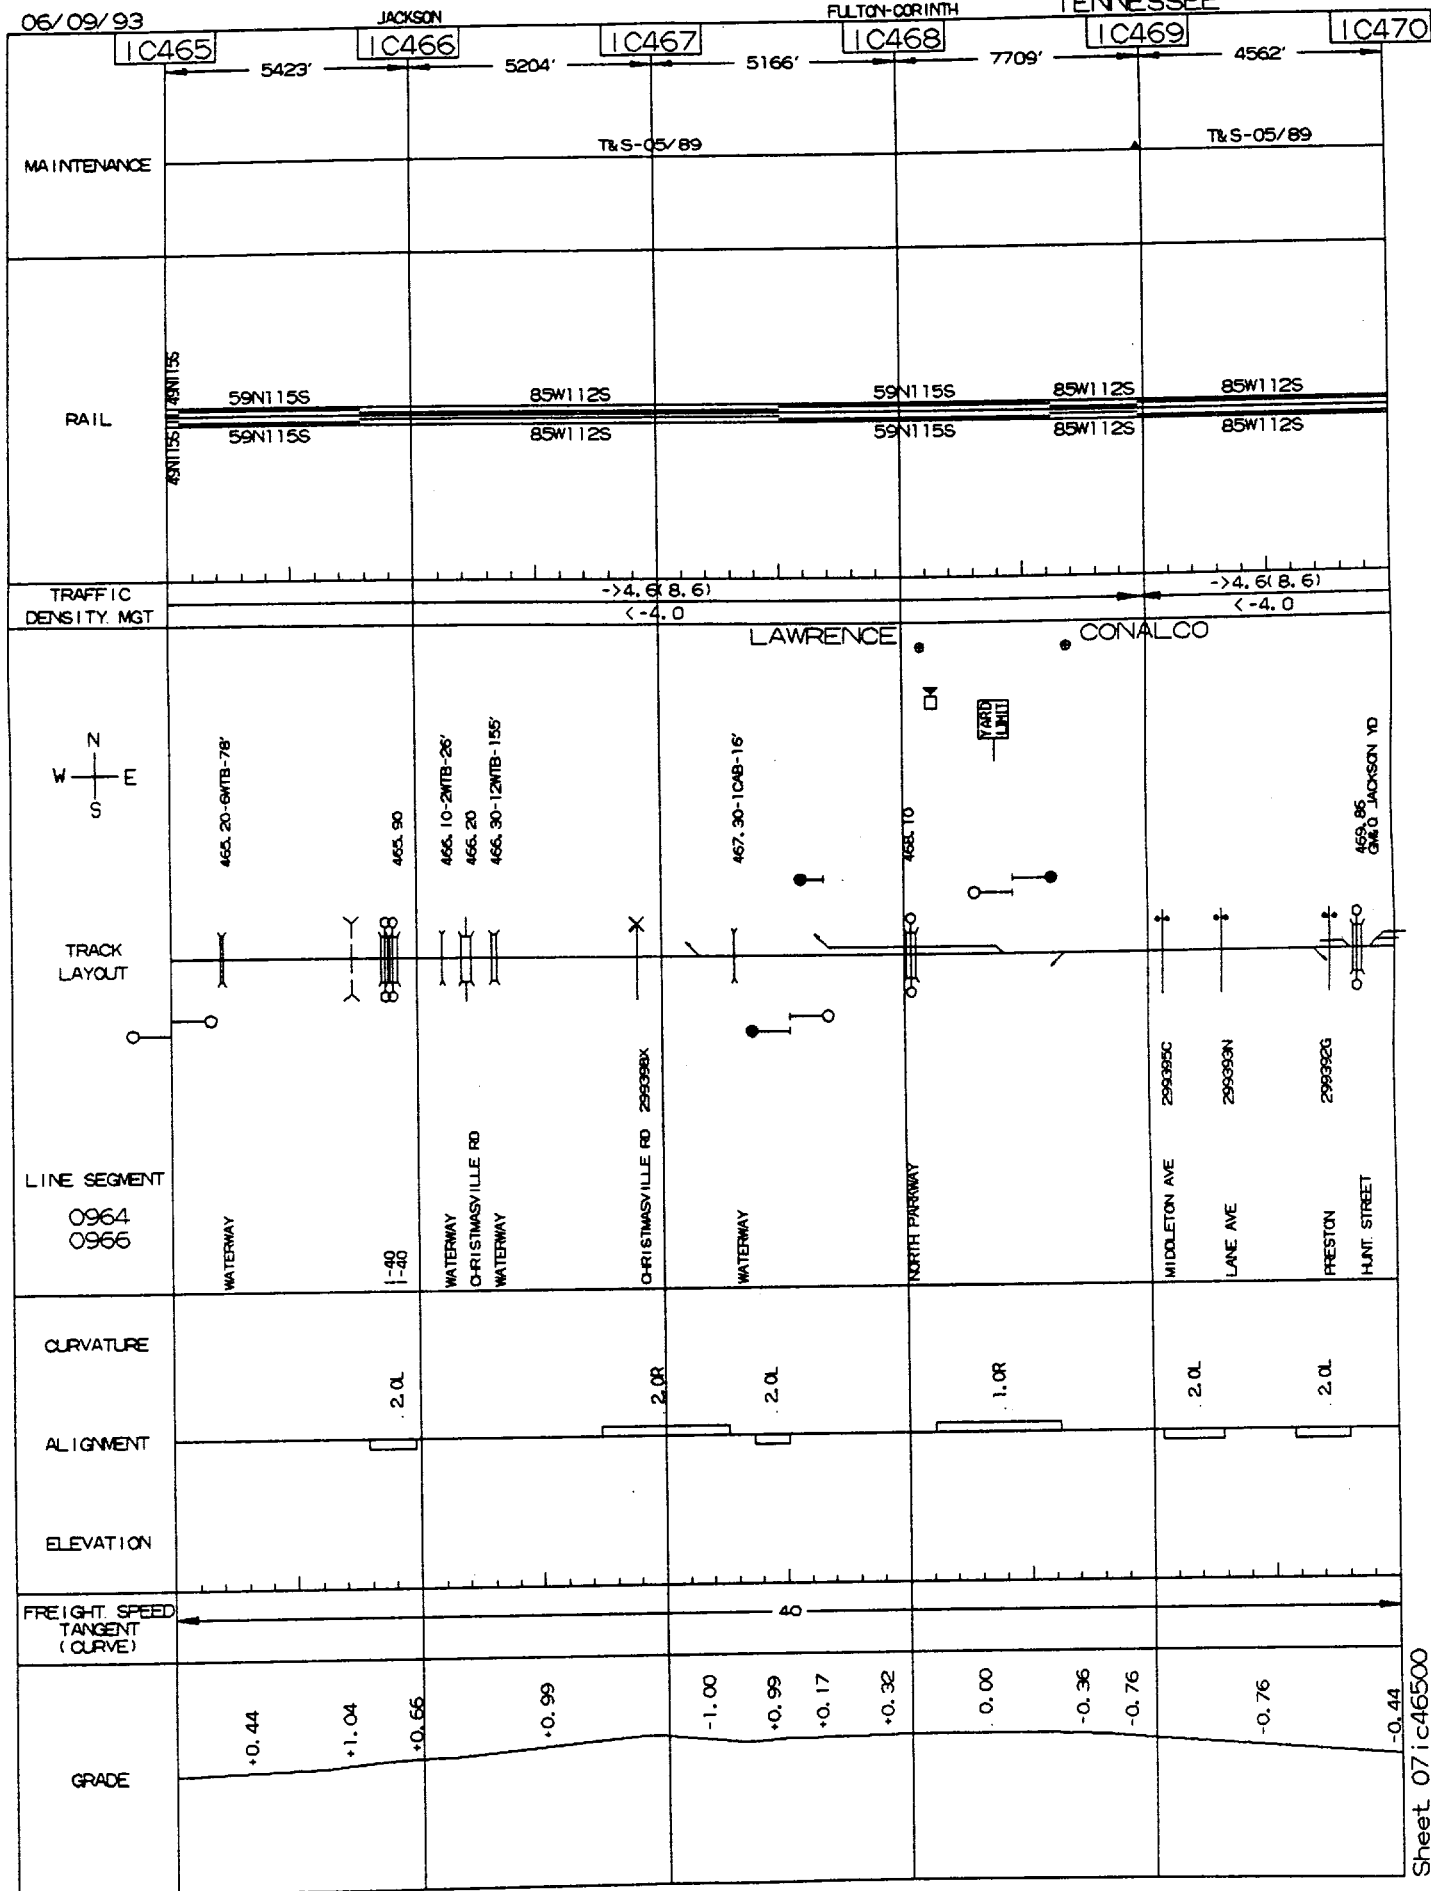 06/09/93
JACKSON
FULTON-CORINTH
TENNESSEE
IC465
IC466
IC467
IC468
IC469
IC470
5423'
5204'
5166'
7709'
4562'
MAINTENANCE
T&S-05/89
T&S-05/89
RAIL
49N115S
59N115S
85W112S
59N115S
85W112S
85W112S
49N115S
59N115S
85W112S
59N115S
85W112S
85W112S
TRAFFIC
DENSITY. MGT
->4.6(8.6)
<-4.0
->4.6(8.6)
<-4.0
LAWRENCE
CONALCO
YARD
LIMIT
N
W
E
S
465.20-6WTB-78'
465.90
466.10-2WTB-26'
466.20
466.30-12WTB-155'
467.30-1CAB-16'
468.10
469.86
GM&O JACKSON YD
TRACK
LAYOUT
299398X
299395C
299393N
299392G
LINE SEGMENT
0964
0966
WATERWAY
I-40
I-40
WATERWAY
CHRISTMASVILLE RD
WATERWAY
CHRISTMASVILLE RD
WATERWAY
NORTH PARKWAY
MIDDLETON AVE
LANE AVE
PRESTON
HUNT. STREET
CURVATURE
2.0L
2.0R
2.0L
1.0R
2.0L
2.0L
ALIGNMENT
ELEVATION
FREIGHT. SPEED
TANGENT
(CURVE)
40
GRADE
+0.44
+1.04
+0.66
+0.99
-1.00
+0.99
+0.17
+0.32
0.00
-0.36
-0.76
-0.76
-0.44
Sheet 07ic46500